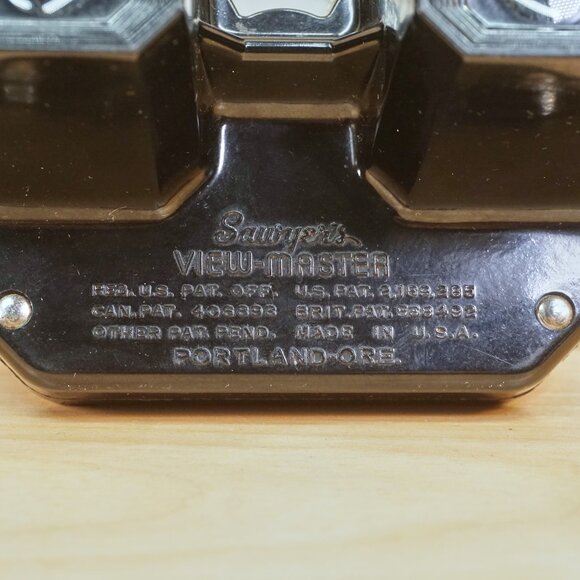 Sawyer's
VIEW-MASTER
REG. U.S. PAT. OFF. U.S. PAT. 2,189,285
CAN. PAT. 406696 BRIT. PAT. 538492
OTHER PAT. PEND. MADE IN U.S.A.
PORTLAND-ORE.